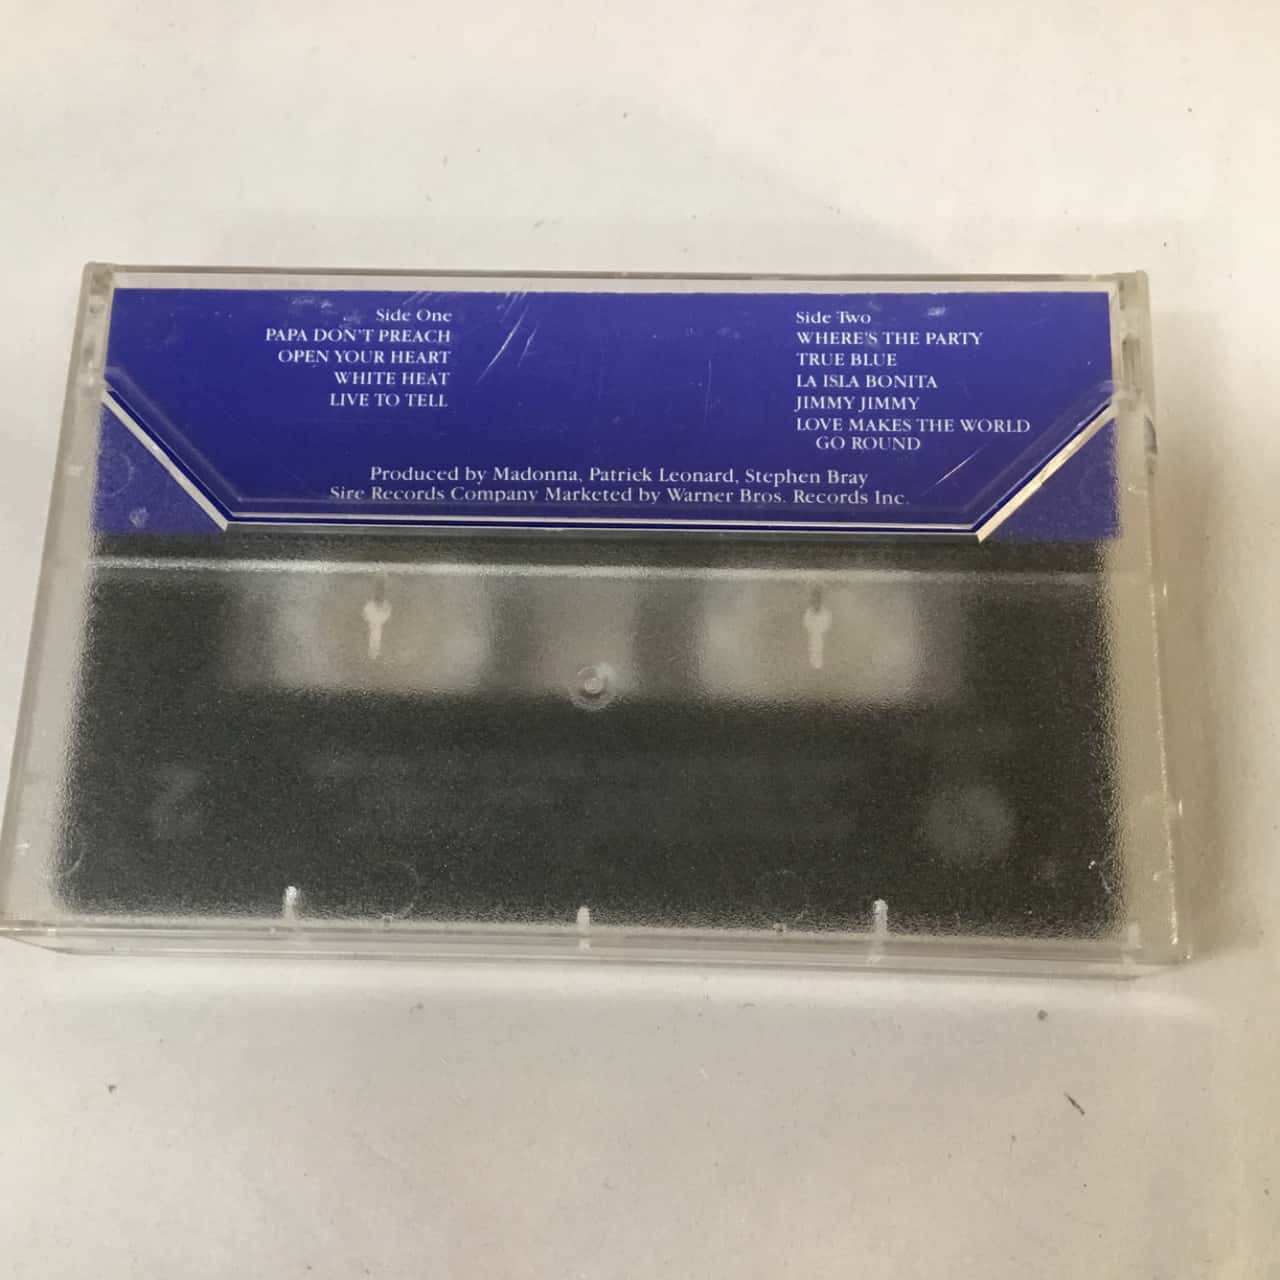 Side One
PAPA DON'T PREACH
OPEN YOUR HEART
WHITE HEAT
LIVE TO TELL
Side Two
WHERE'S THE PARTY
TRUE BLUE
LA ISLA BONITA
JIMMY JIMMY
LOVE MAKES THE WORLD
GO ROUND
Produced by Madonna, Patrick Leonard, Stephen Bray
Sire Records Company Marketed by Warner Bros. Records Inc.